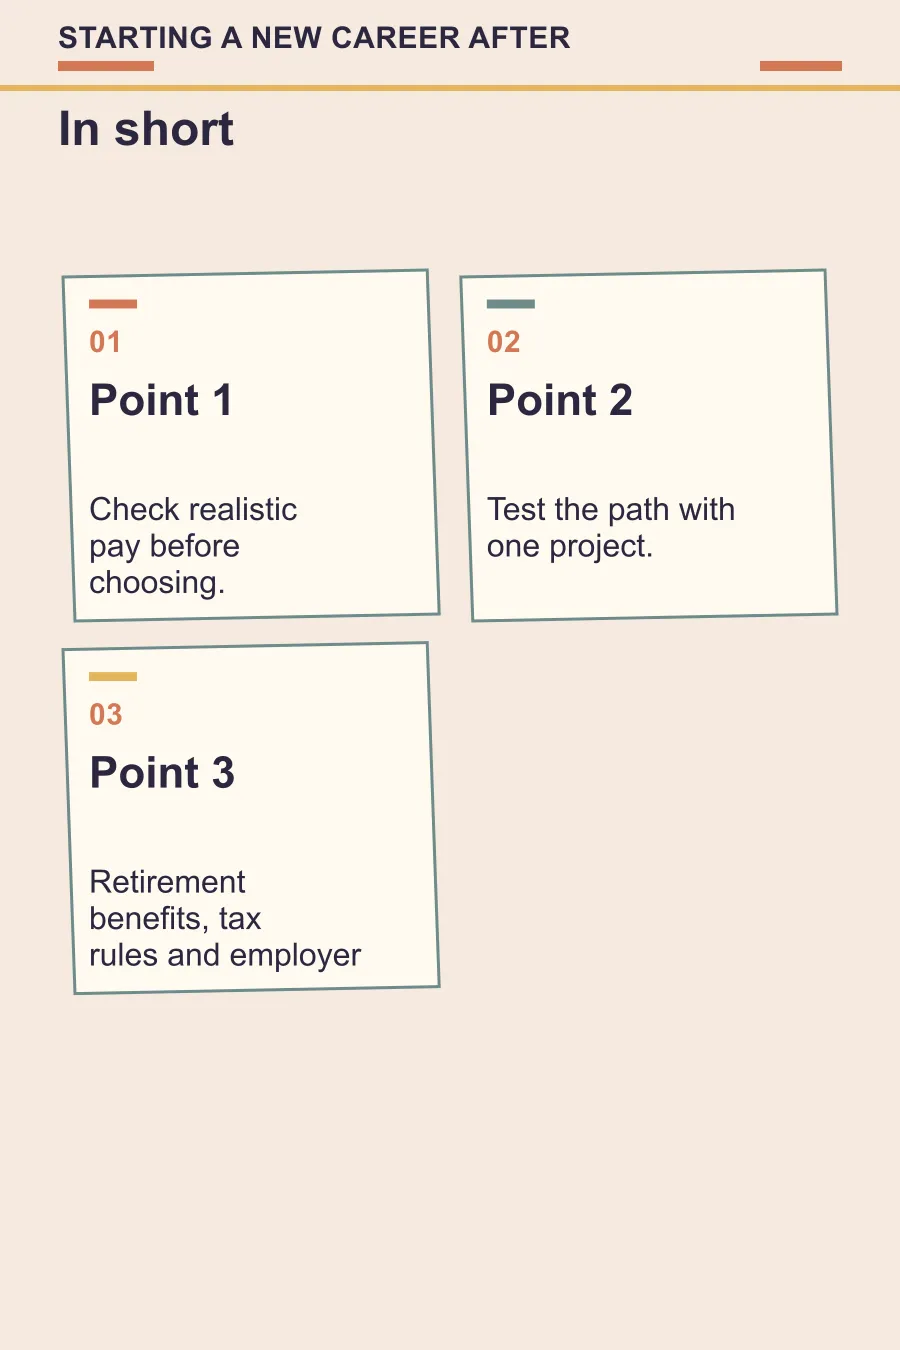 STARTING A NEW CAREER AFTER
In short
01
Point 1
Check realistic
pay before
choosing.
02
Point 2
Test the path with
one project.
03
Point 3
Retirement
benefits, tax
rules and employer